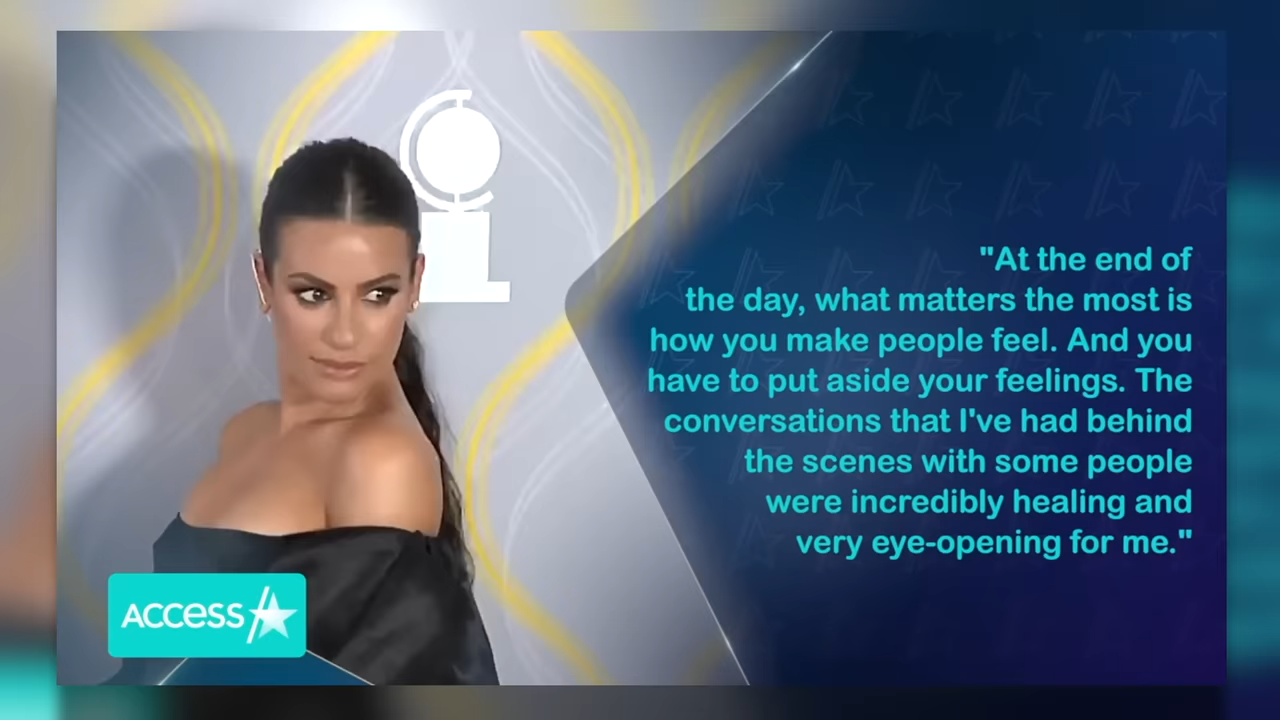 "At the end of
the day, what matters the most is
how you make people feel. And you
have to put aside your feelings. The
conversations that I've had behind
the scenes with some people
were incredibly healing and
very eye-opening for me."
ACCESS